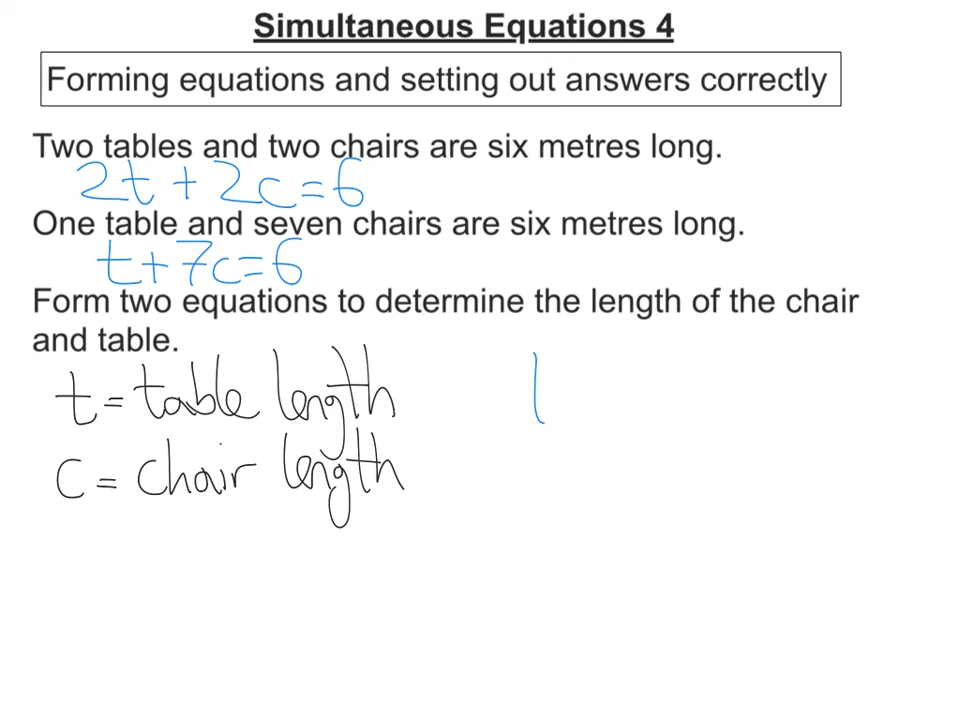 Simultaneous Equations 4
Forming equations and setting out answers correctly
Two tables and two chairs are six metres long.
2t + 2c = 6
One table and seven chairs are six metres long.
t + 7c = 6
Form two equations to determine the length of the chair
and table.
t = table length
c = chair length